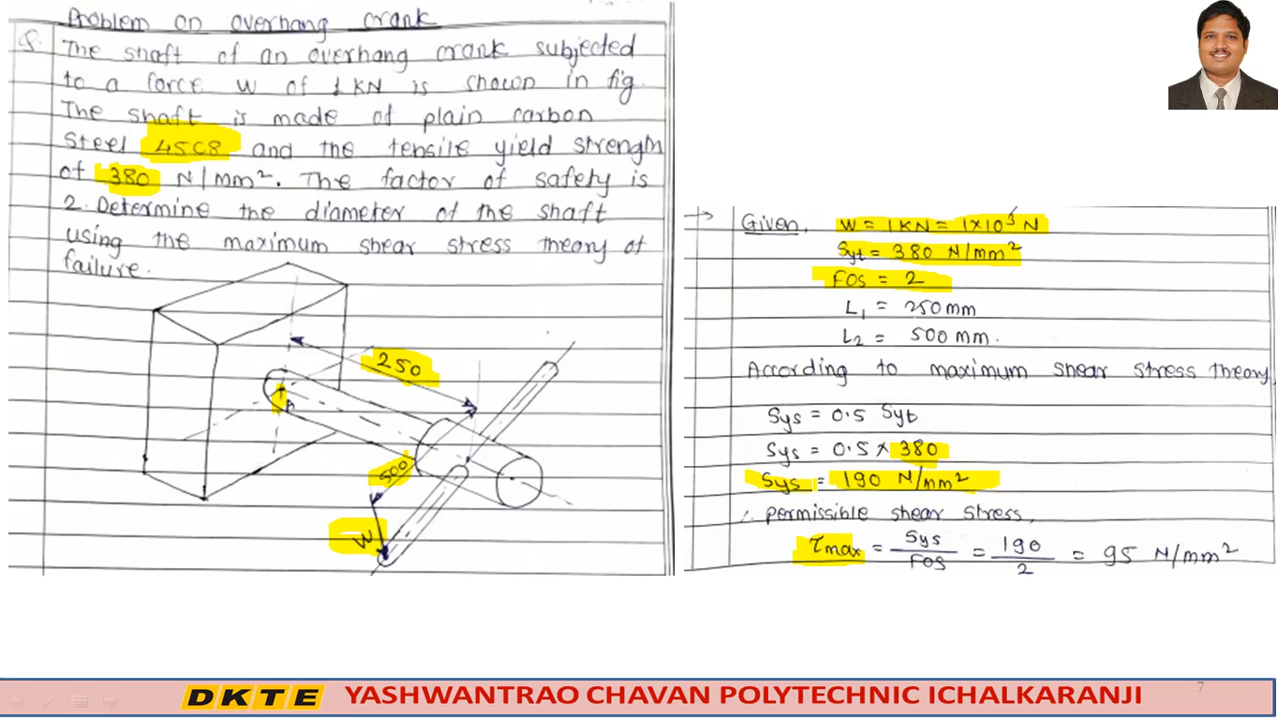 Problem on overhang crank
Q. The shaft of an overhang crank subjected
to a force W of 1 KN is shown in fig.
The shaft is made of plain carbon
Steel 45C8 and the tensile yield strength
of 380 N/mm². The factor of safety is
2. Determine the diameter of the shaft
using the maximum shear stress theory of
failure.
250
A
500
W
→ Given, W = 1KN = 1×10³ N
Syt = 380 N/mm²
FOS = 2
L₁ = 250mm
L₂ = 500 mm.
According to maximum shear stress theory,
Sys = 0.5 Syt
Sys = 0.5 × 380
Sys = 190 N/mm²
∴ permissible shear stress,
τmax = Sys/FOS = 190/2 = 95 N/mm²
DKTE YASHWANTRAO CHAVAN POLYTECHNIC ICHALKARANJI
7